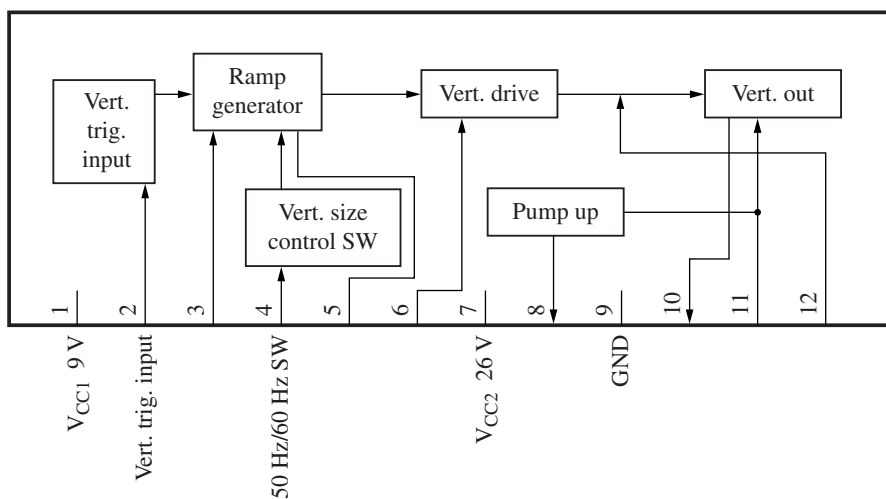 Ramp
generator
Vert.
trig.
input
Vert. drive
Vert. out
Vert. size
control SW
Pump up
1
2
3
4
5
6
7
8
9
10
11
12
VCC1 9 V
Vert. trig. input
50 Hz/60 Hz SW
VCC2 26 V
GND